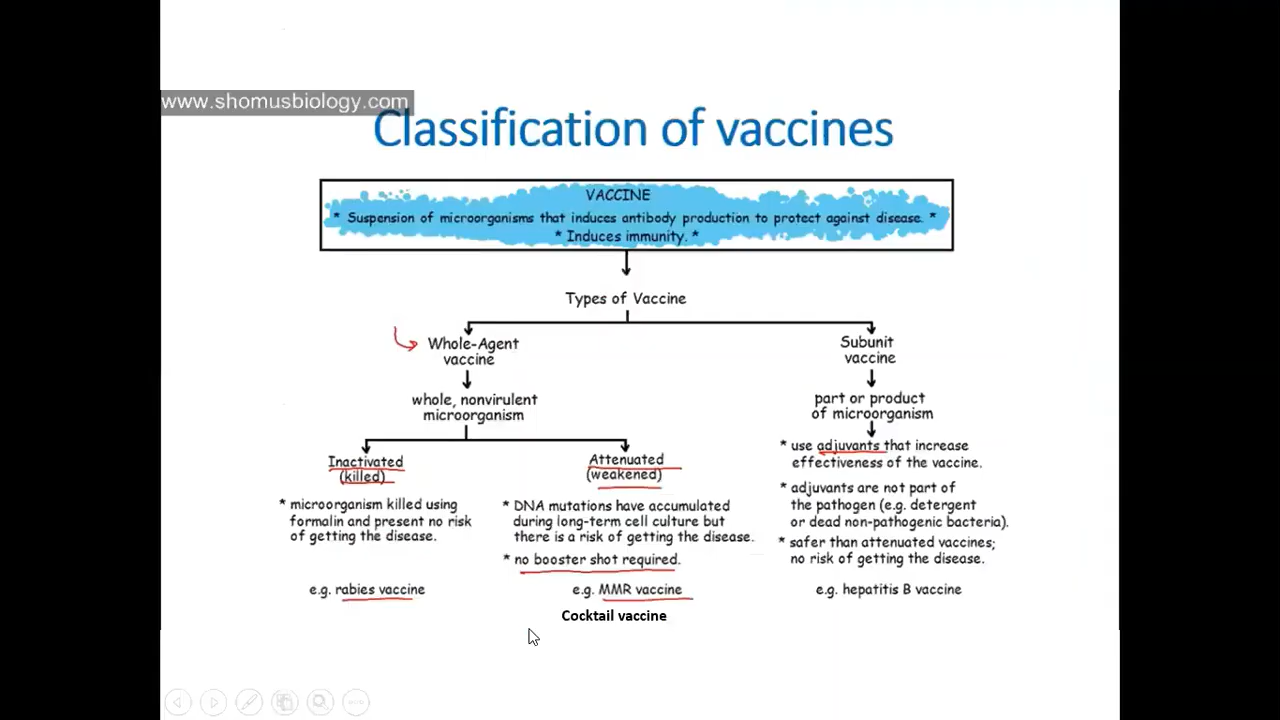 www.shomusbiology.com
Classification of vaccines
VACCINE
* Suspension of microorganisms that induces antibody production to protect against disease. *
* Induces immunity. *
Types of Vaccine
Whole-Agent
vaccine
whole, nonvirulent
microorganism
Inactivated
(killed)
* microorganism killed using
formalin and present no risk
of getting the disease.
e.g. rabies vaccine
Attenuated
(weakened)
* DNA mutations have accumulated
during long-term cell culture but
there is a risk of getting the disease.
* no booster shot required.
e.g. MMR vaccine
Cocktail vaccine
Subunit
vaccine
part or product
of microorganism
* use adjuvants that increase
effectiveness of the vaccine.
* adjuvants are not part of
the pathogen (e.g. detergent
or dead non-pathogenic bacteria).
* safer than attenuated vaccines;
no risk of getting the disease.
e.g. hepatitis B vaccine